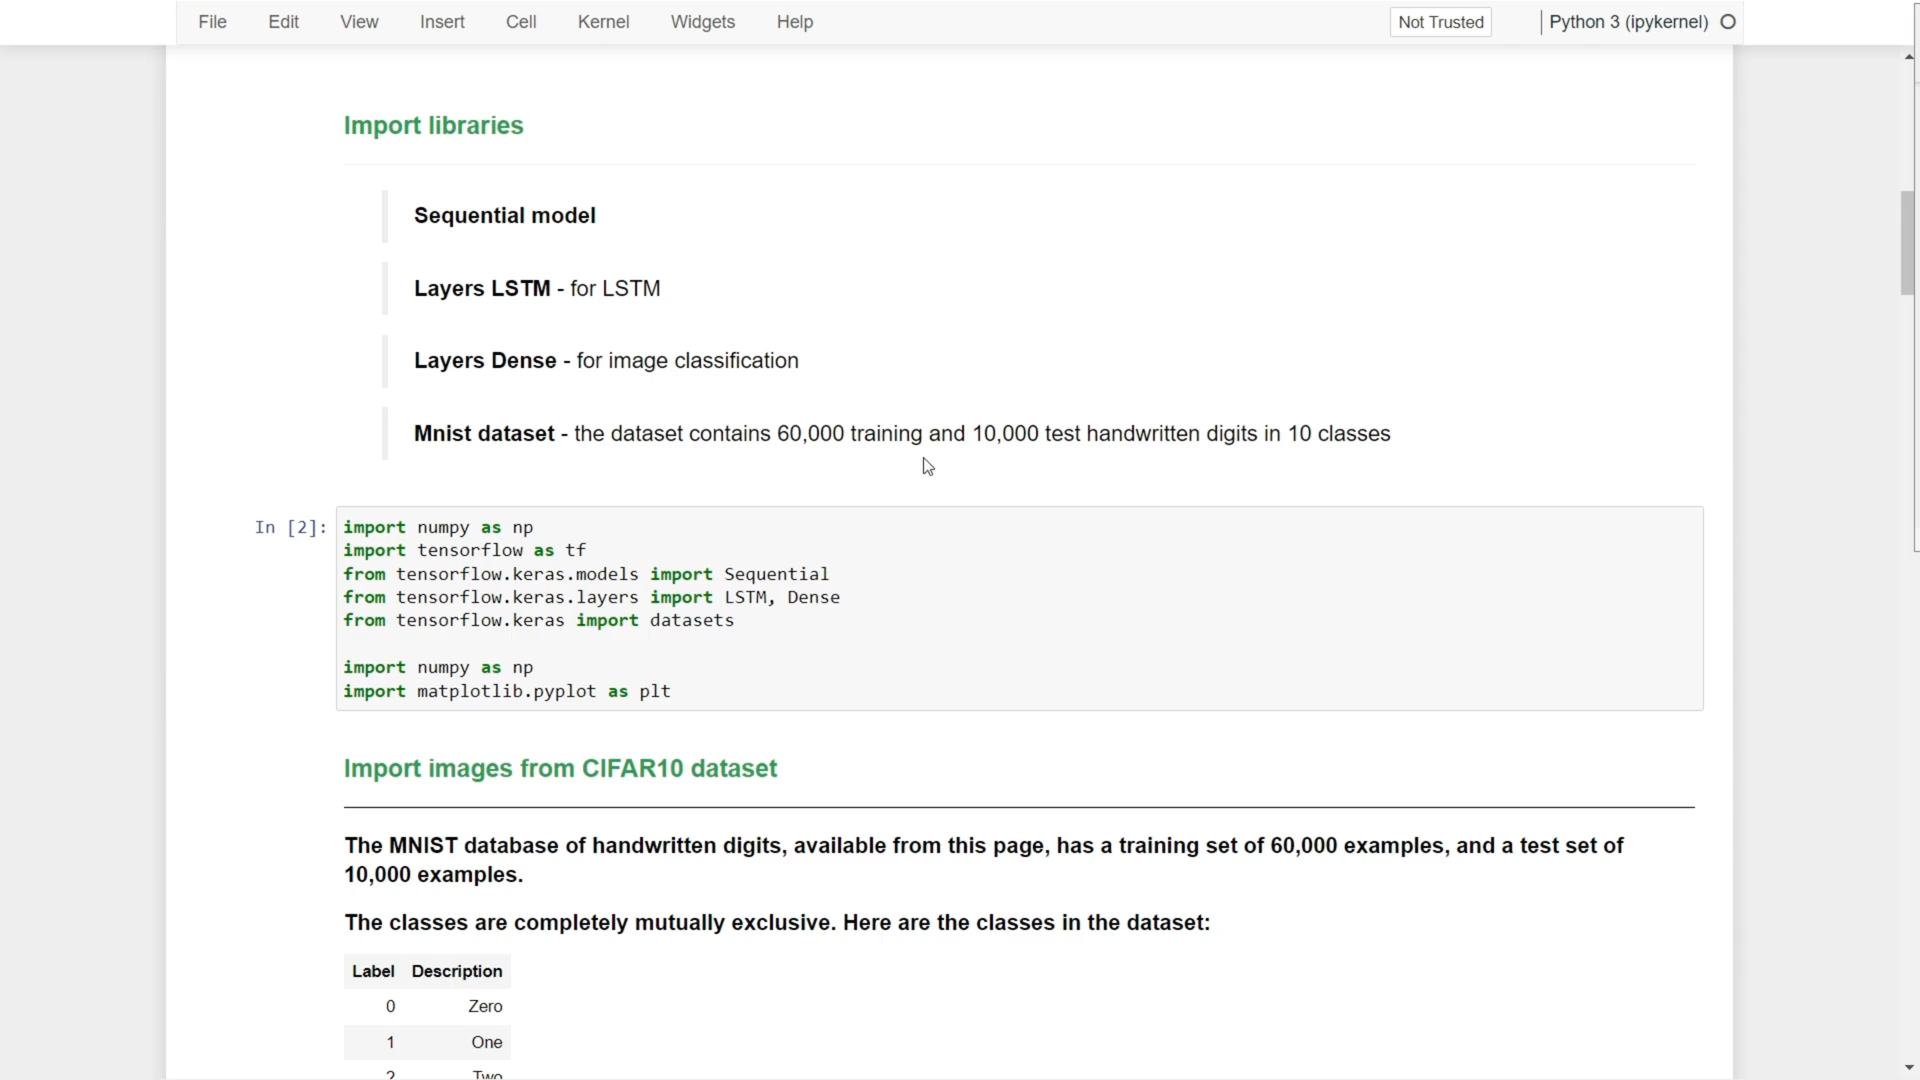 File Edit View Insert Cell Kernel Widgets Help Not Trusted Python 3 (ipykernel)
Import libraries
Sequential model
Layers LSTM - for LSTM
Layers Dense - for image classification
Mnist dataset - the dataset contains 60,000 training and 10,000 test handwritten digits in 10 classes
In [2]: import numpy as np
import tensorflow as tf
from tensorflow.keras.models import Sequential
from tensorflow.keras.layers import LSTM, Dense
from tensorflow.keras import datasets
import numpy as np
import matplotlib.pyplot as plt
Import images from CIFAR10 dataset
The MNIST database of handwritten digits, available from this page, has a training set of 60,000 examples, and a test set of
10,000 examples.
The classes are completely mutually exclusive. Here are the classes in the dataset:
Label Description
0 Zero
1 One
2 Two